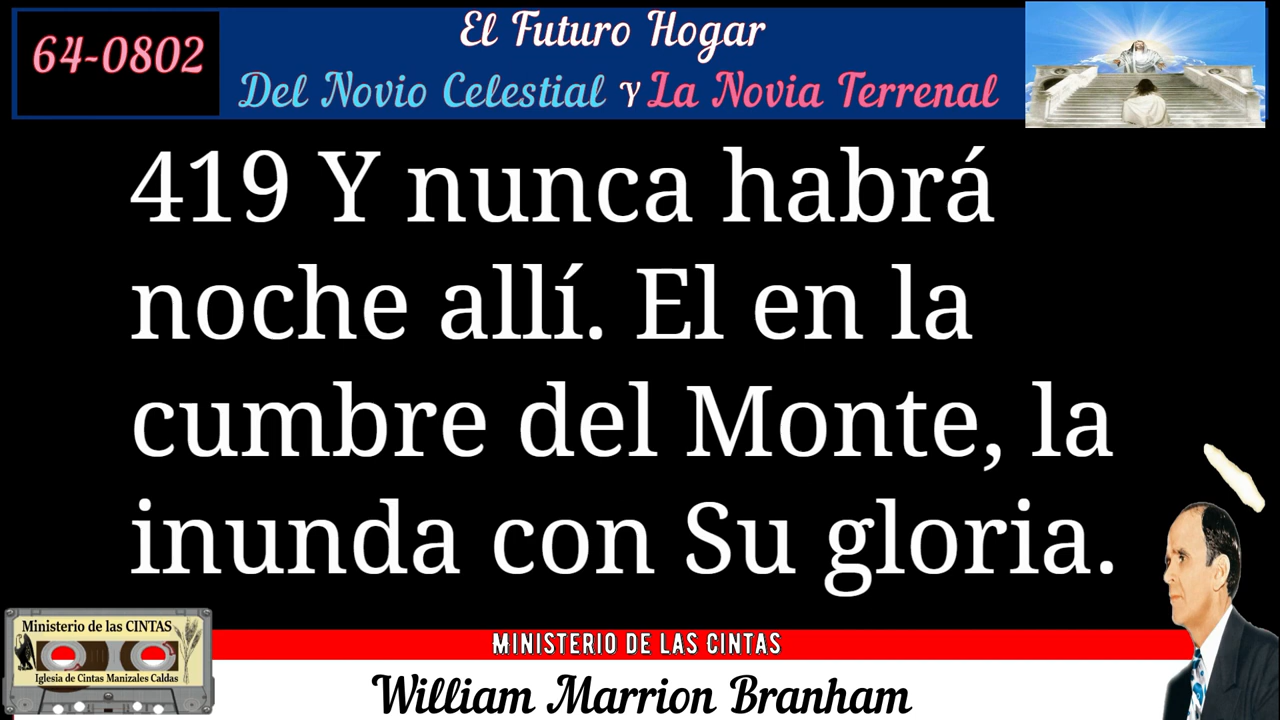 64-0802
El Futuro Hogar
Del Novio Celestial Y La Novia Terrenal
419 Y nunca habrá
noche allí. El en la
cumbre del Monte, la
inunda con Su gloria.
Ministerio de las CINTAS
Iglesia de Cintas Manizales Caldas
MINISTERIO DE LAS CINTAS
William Marrion Branham